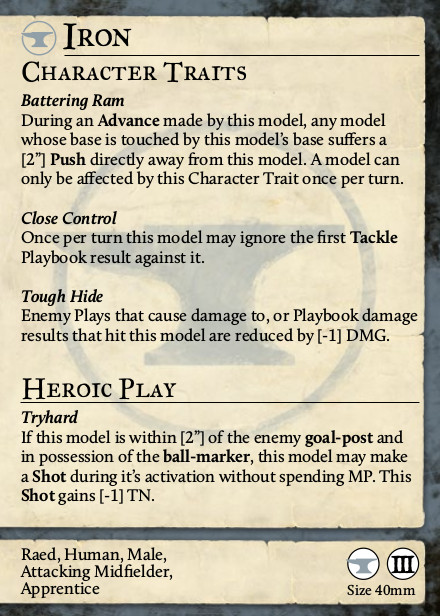 Iron
Character Traits
Battering Ram
During an Advance made by this model, any model
whose base is touched by this model's base suffers a
[2”] Push directly away from this model. A model can
only be affected by this Character Trait once per turn.
Close Control
Once per turn this model may ignore the first Tackle
Playbook result against it.
Tough Hide
Enemy Plays that cause damage to, or Playbook damage
results that hit this model are reduced by [-1] DMG.
Heroic Play
Tryhard
If this model is within [2”] of the enemy goal-post and
in possession of the ball-marker, this model may make
a Shot during it's activation without spending MP. This
Shot gains [-1] TN.
Raed, Human, Male,
Attacking Midfielder,
Apprentice
III
Size 40mm